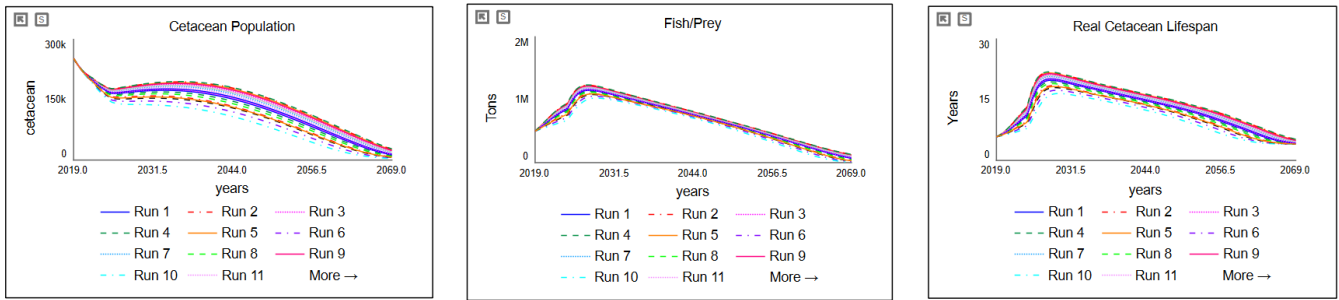 S
Cetacean Population
300k
150k
0
cetacean
2019.0 2031.5 2044.0 2056.5 2069.0
years
Run 1 Run 2 Run 3
Run 4 Run 5 Run 6
Run 7 Run 8 Run 9
Run 10 Run 11 More →
S
Fish/Prey
2M
1M
0
Tons
2019.0 2031.5 2044.0 2056.5 2069.0
years
Run 1 Run 2 Run 3
Run 4 Run 5 Run 6
Run 7 Run 8 Run 9
Run 10 Run 11 More →
S
Real Cetacean Lifespan
30
15
0
Years
2019.0 2031.5 2044.0 2056.5 2069.0
years
Run 1 Run 2 Run 3
Run 4 Run 5 Run 6
Run 7 Run 8 Run 9
Run 10 Run 11 More →